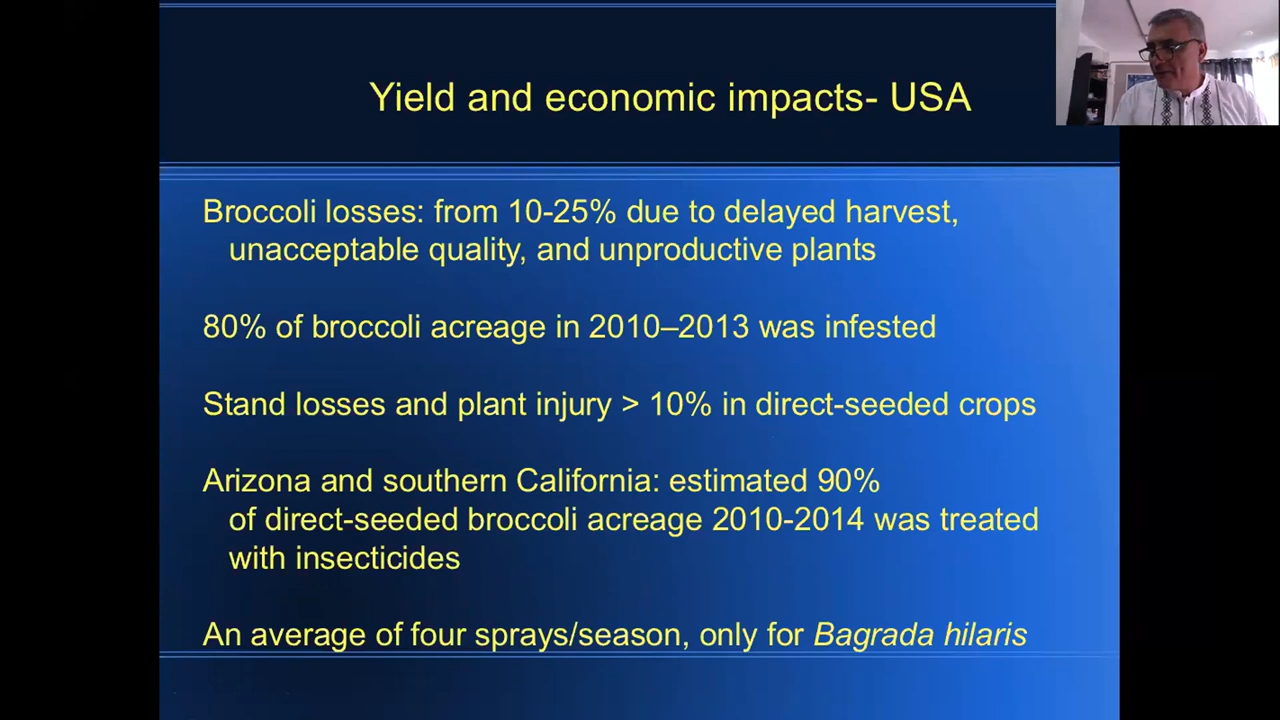 Yield and economic impacts- USA
Broccoli losses: from 10-25% due to delayed harvest,
unacceptable quality, and unproductive plants
80% of broccoli acreage in 2010–2013 was infested
Stand losses and plant injury > 10% in direct-seeded crops
Arizona and southern California: estimated 90%
of direct-seeded broccoli acreage 2010-2014 was treated
with insecticides
An average of four sprays/season, only for Bagrada hilaris